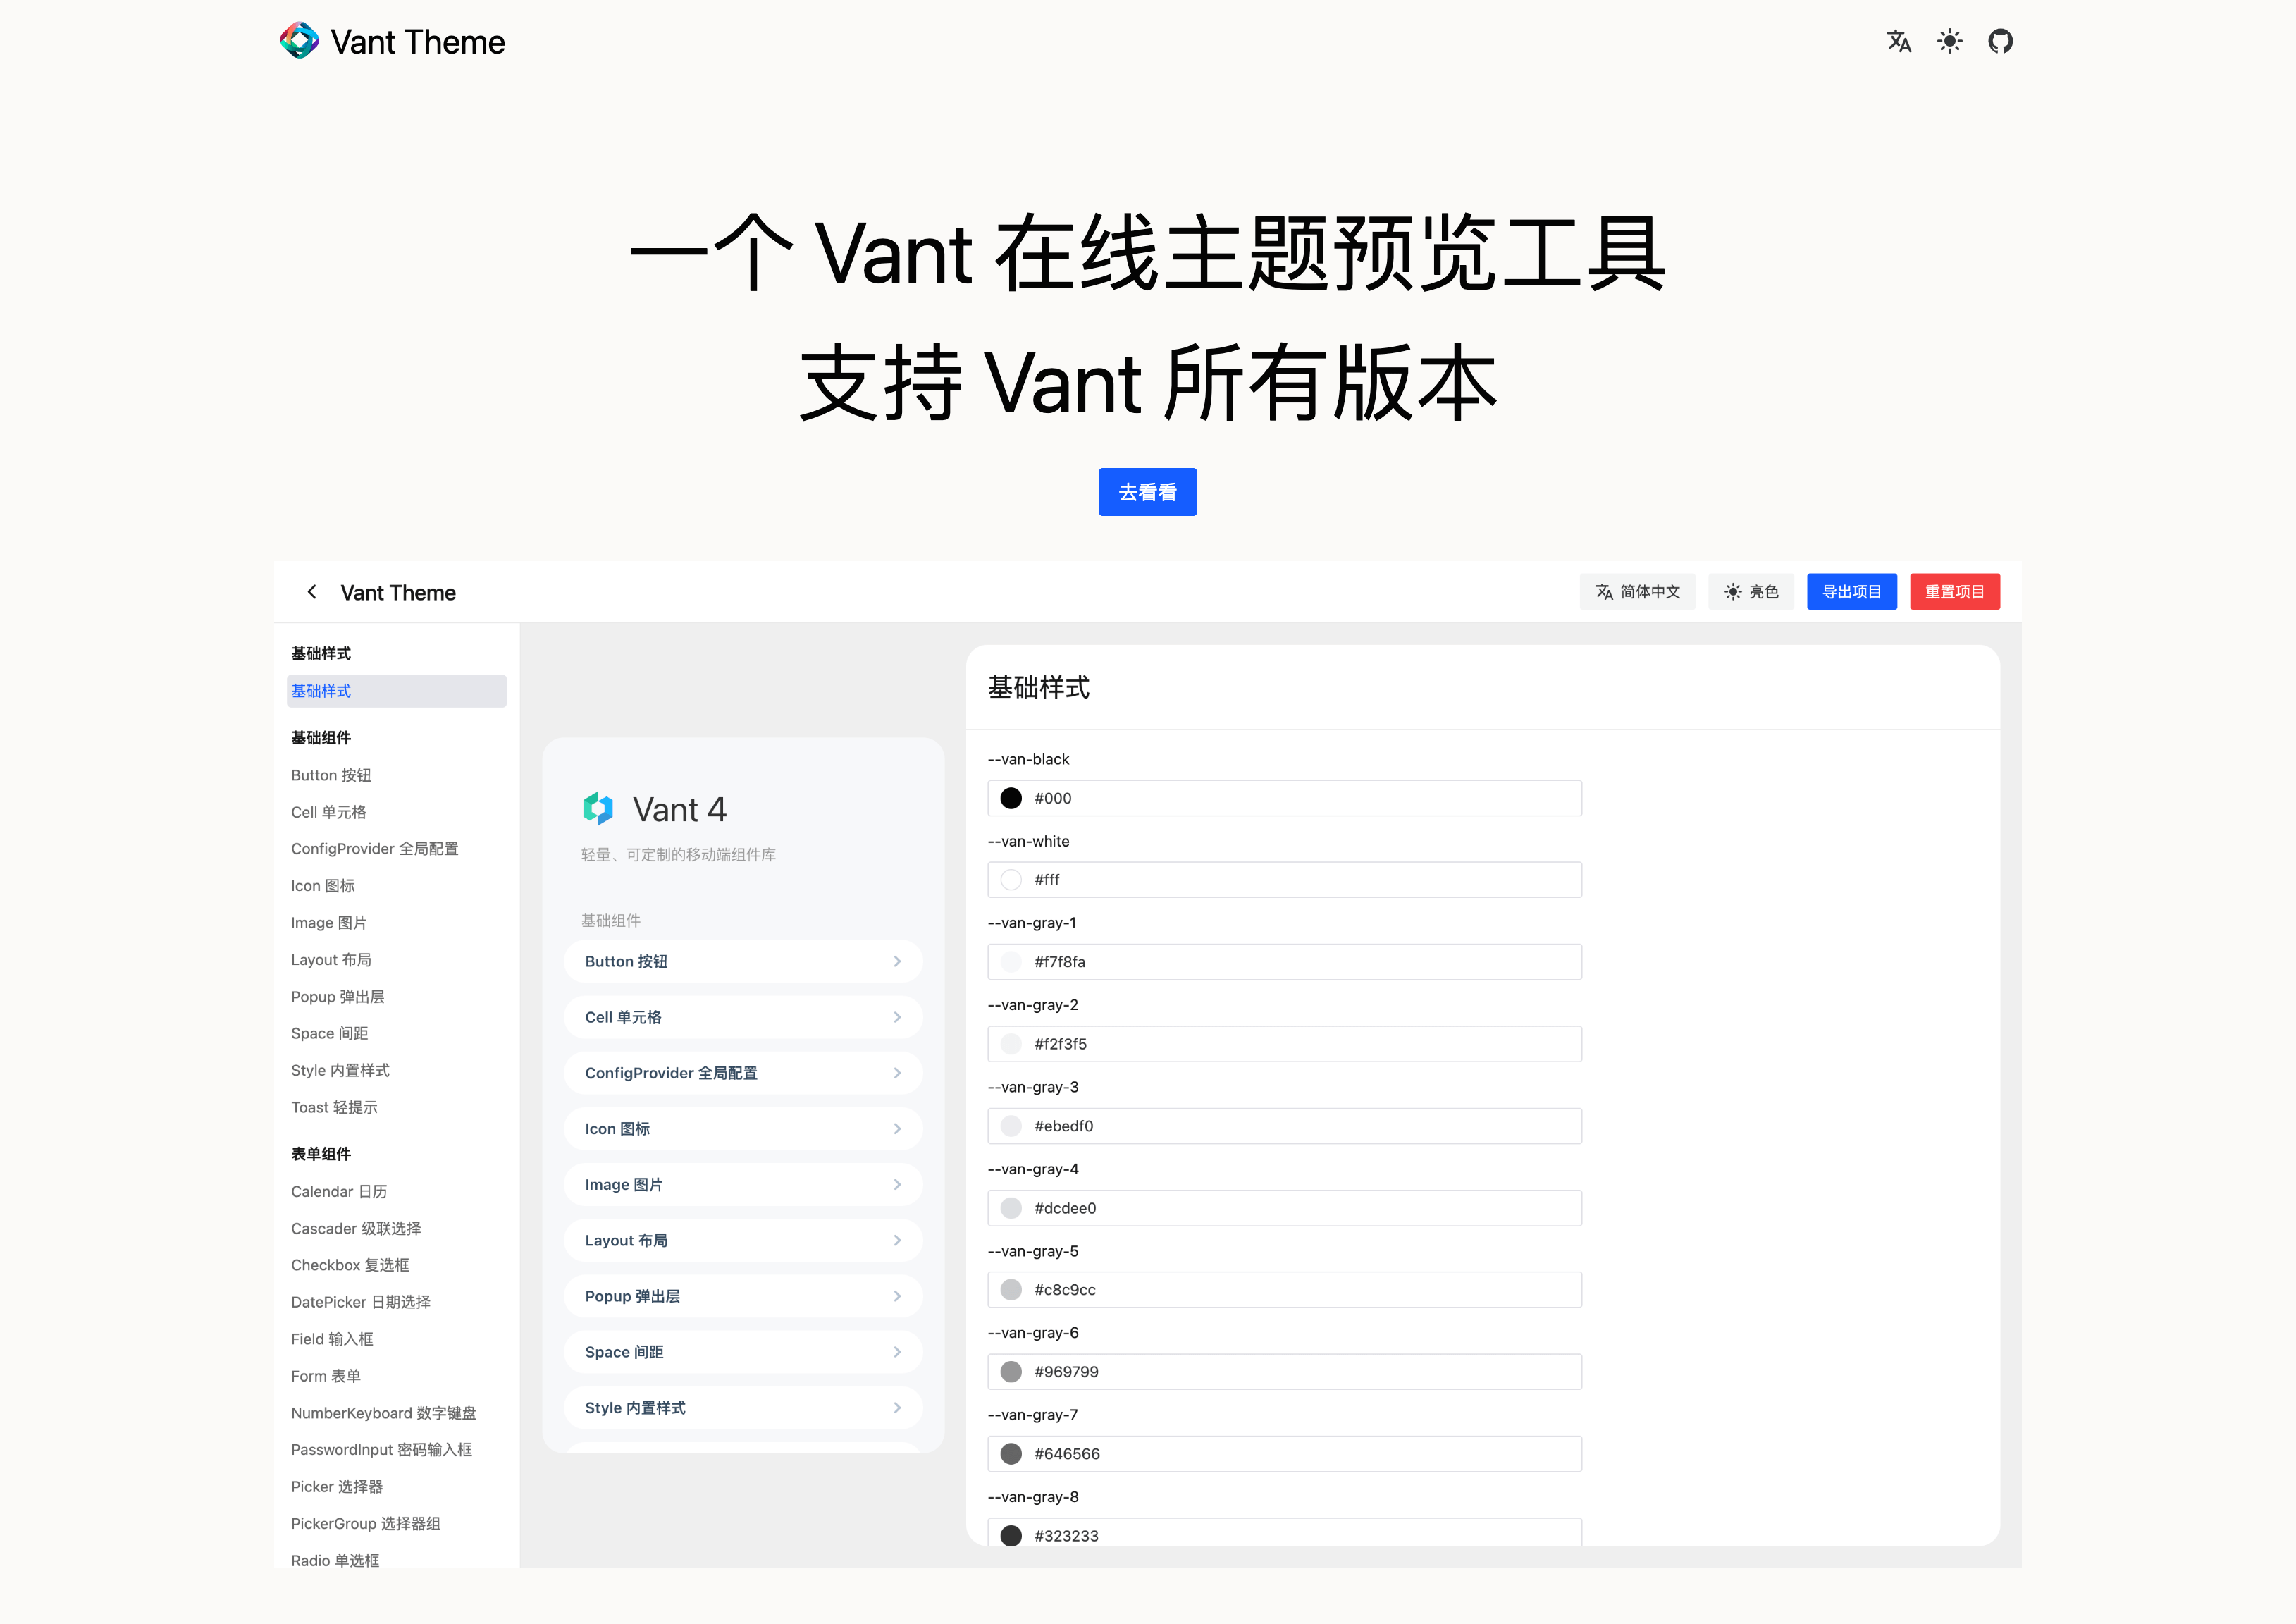 Vant Theme
一个 Vant 在线主题预览工具
支持 Vant 所有版本
去看看
Vant Theme
简体中文
亮色
导出项目
重置项目
基础样式
基础样式
基础组件
Button 按钮
Cell 单元格
ConfigProvider 全局配置
Icon 图标
Image 图片
Layout 布局
Popup 弹出层
Space 间距
Style 内置样式
Toast 轻提示
表单组件
Calendar 日历
Cascader 级联选择
Checkbox 复选框
DatePicker 日期选择
Field 输入框
Form 表单
NumberKeyboard 数字键盘
PasswordInput 密码输入框
Picker 选择器
PickerGroup 选择器组
Radio 单选框
Vant 4
轻量、可定制的移动端组件库
基础组件
Button 按钮
Cell 单元格
ConfigProvider 全局配置
Icon 图标
Image 图片
Layout 布局
Popup 弹出层
Space 间距
Style 内置样式
基础样式
--van-black
#000
--van-white
#fff
--van-gray-1
#f7f8fa
--van-gray-2
#f2f3f5
--van-gray-3
#ebedf0
--van-gray-4
#dcdee0
--van-gray-5
#c8c9cc
--van-gray-6
#969799
--van-gray-7
#646566
--van-gray-8
#323233